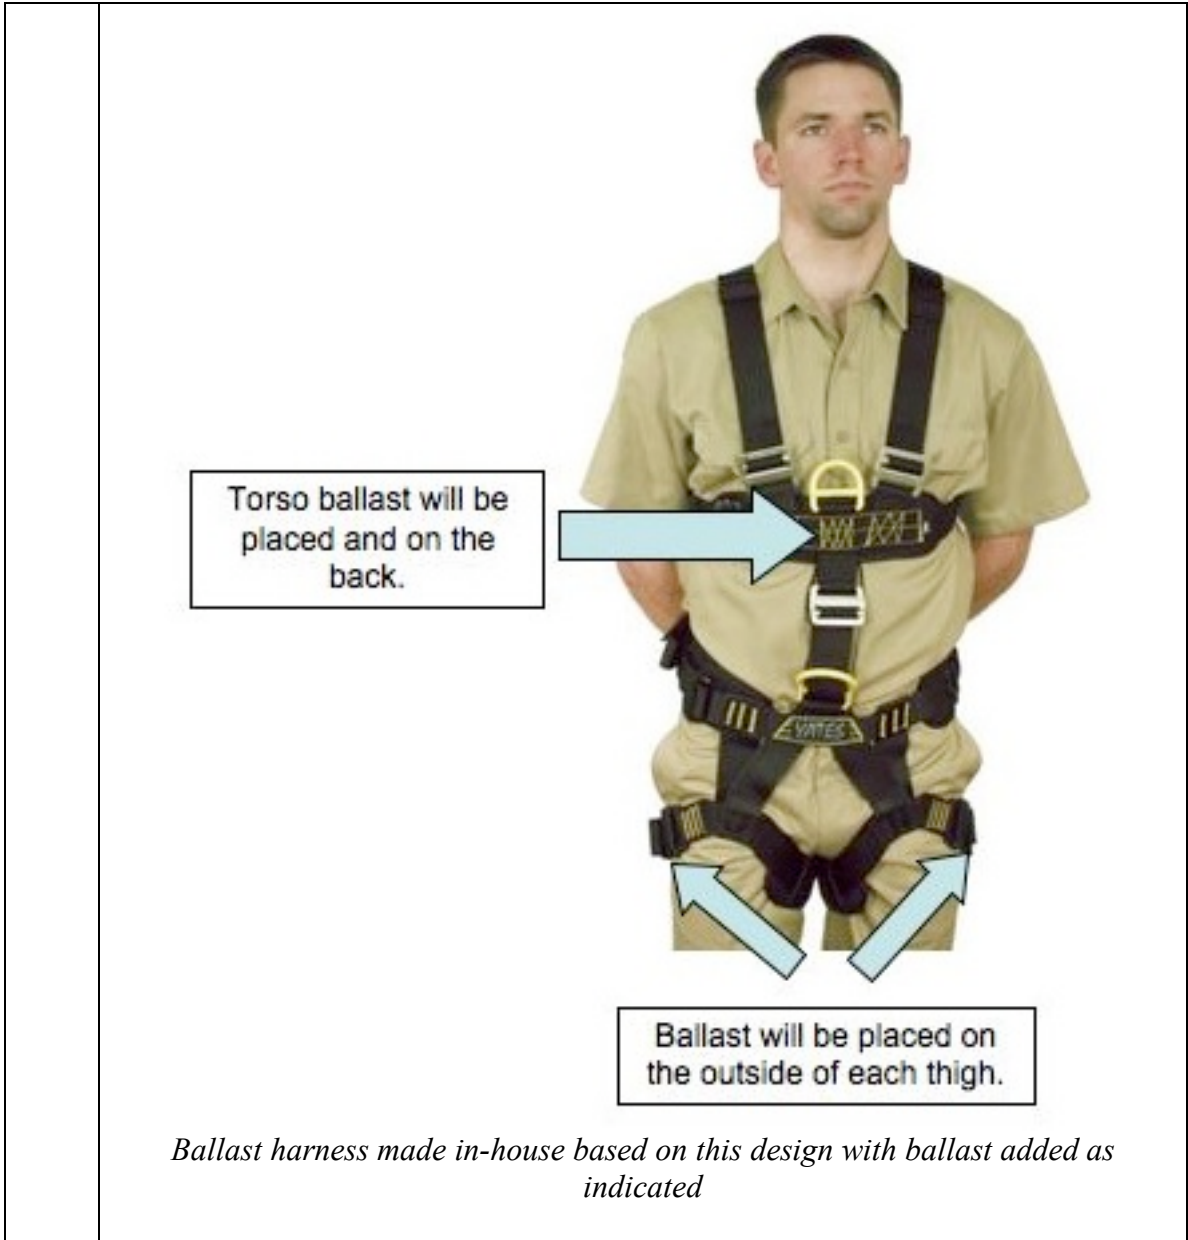 Torso ballast will be
placed and on the
back.
YATES
Ballast will be placed on
the outside of each thigh.
Ballast harness made in-house based on this design with ballast added as
indicated